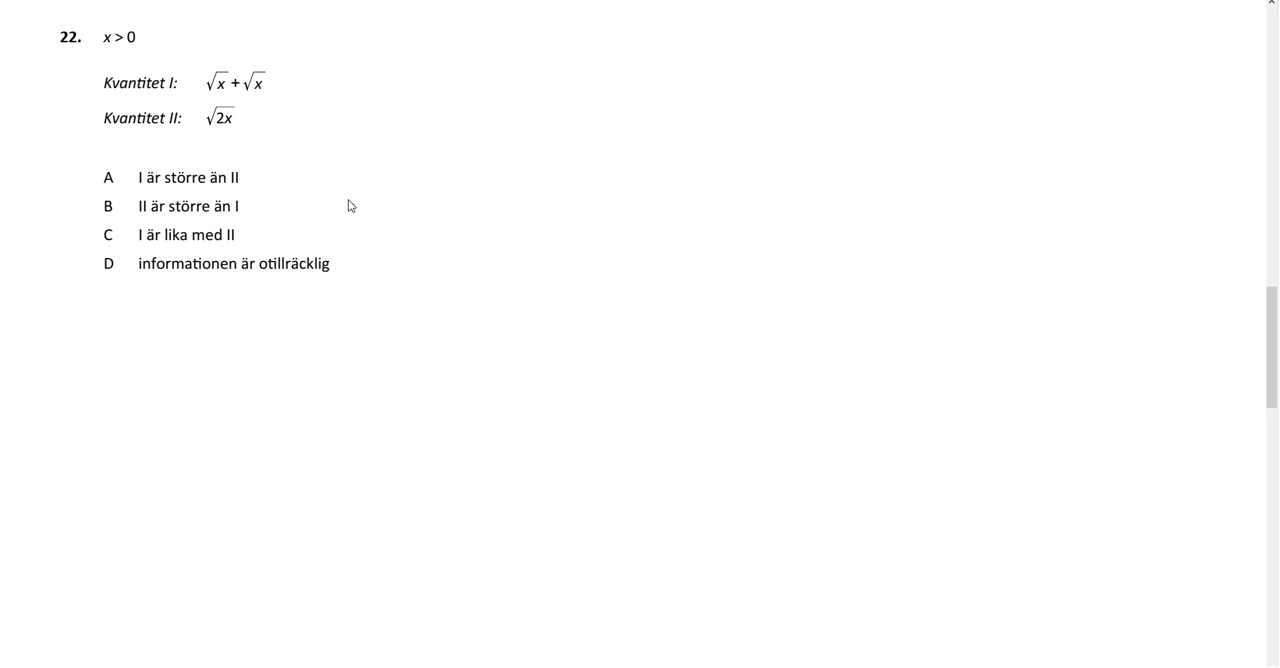 22. x > 0
Kvantitet I: √x + √x
Kvantitet II: √2x
A I är större än II
B II är större än I
C I är lika med II
D informationen är otillräcklig